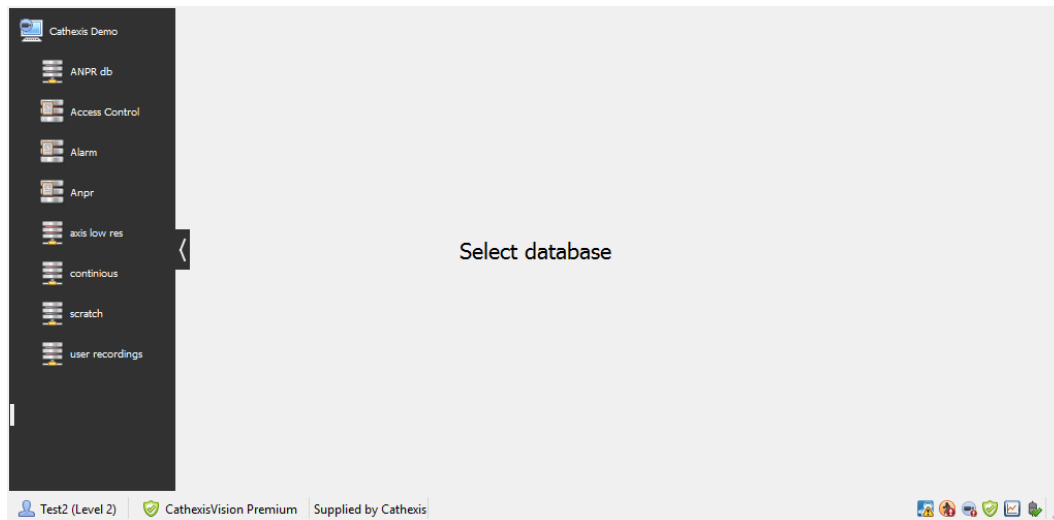 Cathexis Demo
ANPR db
Access Control
Alarm
Anpr
axis low res
continious
scratch
user recordings
Select database
Test2 (Level 2) CathexisVision Premium Supplied by Cathexis